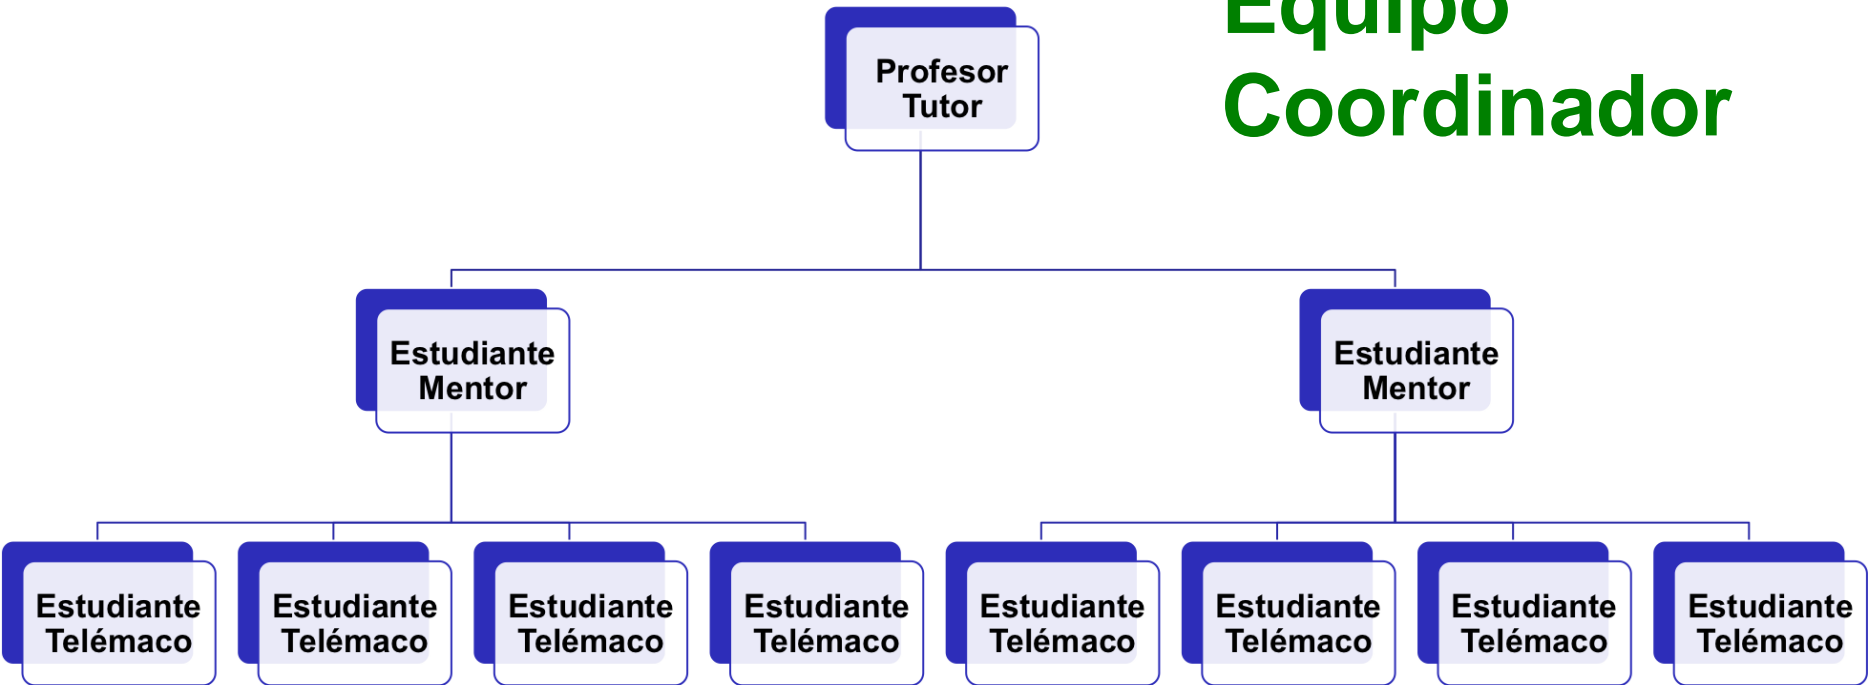 Equipo
Coordinador
Profesor
Tutor
Estudiante
Mentor
Estudiante
Mentor
Estudiante
Telémaco
Estudiante
Telémaco
Estudiante
Telémaco
Estudiante
Telémaco
Estudiante
Telémaco
Estudiante
Telémaco
Estudiante
Telémaco
Estudiante
Telémaco